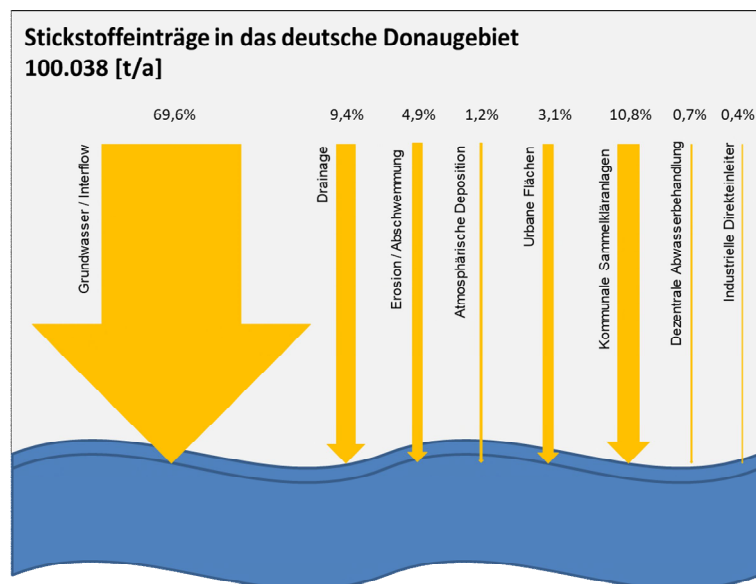 Stickstoffeinträge in das deutsche Donaugebiet
100.038 [t/a]
69,6%
9,4%
4,9%
1,2%
3,1%
10,8%
0,7%
0,4%
Grundwasser / Interflow
Drainage
Erosion / Abschwemmung
Atmosphärische Deposition
Urbane Flächen
Kommunale Sammelkläranlagen
Dezentrale Abwasserbehandlung
Industrielle Direkteinleiter